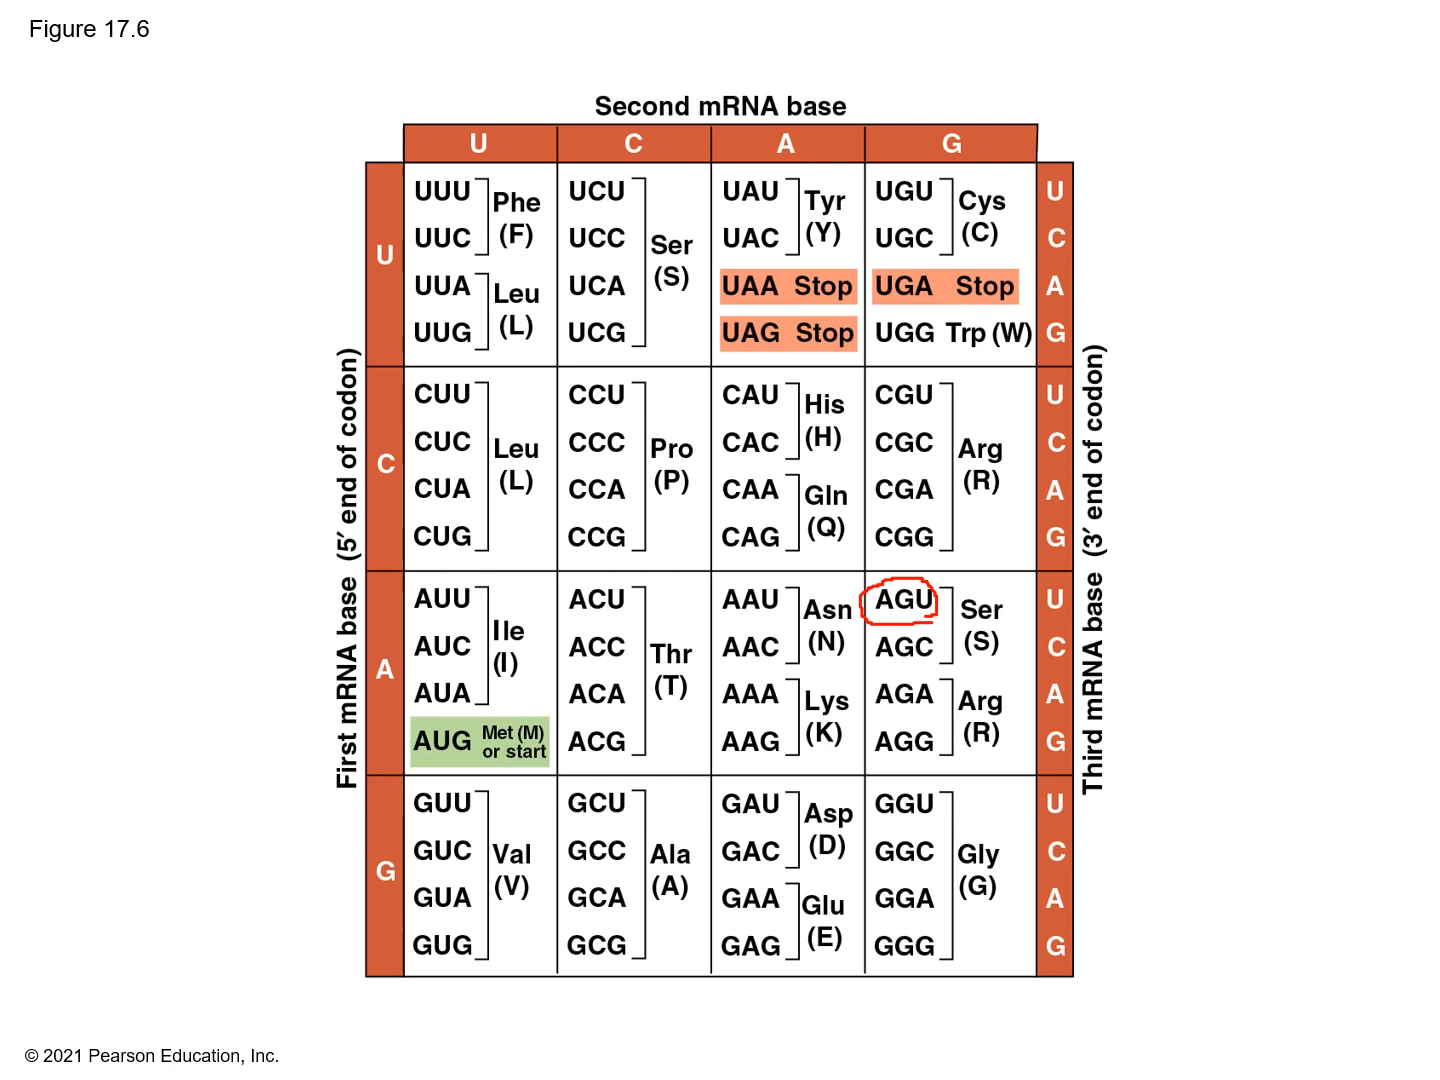 Figure 17.6
Second mRNA base
U C A G
First mRNA base (5′ end of codon)
Third mRNA base (3′ end of codon)
U
UUU
UUC
Phe
(F)
UUA
UUG
Leu
(L)
UCU
UCC
UCA
UCG
Ser
(S)
UAU
UAC
Tyr
(Y)
UAA Stop
UAG Stop
UGU
UGC
Cys
(C)
UGA Stop
UGG Trp (W)
U
C
A
G
C
CUU
CUC
CUA
CUG
Leu
(L)
CCU
CCC
CCA
CCG
Pro
(P)
CAU
CAC
His
(H)
CAA
CAG
Gln
(Q)
CGU
CGC
CGA
CGG
Arg
(R)
U
C
A
G
A
AUU
AUC
AUA
Ile
(I)
AUG Met (M)
or start
ACU
ACC
ACA
ACG
Thr
(T)
AAU
AAC
Asn
(N)
AAA
AAG
Lys
(K)
AGU
AGC
Ser
(S)
AGA
AGG
Arg
(R)
U
C
A
G
G
GUU
GUC
GUA
GUG
Val
(V)
GCU
GCC
GCA
GCG
Ala
(A)
GAU
GAC
Asp
(D)
GAA
GAG
Glu
(E)
GGU
GGC
GGA
GGG
Gly
(G)
U
C
A
G
© 2021 Pearson Education, Inc.